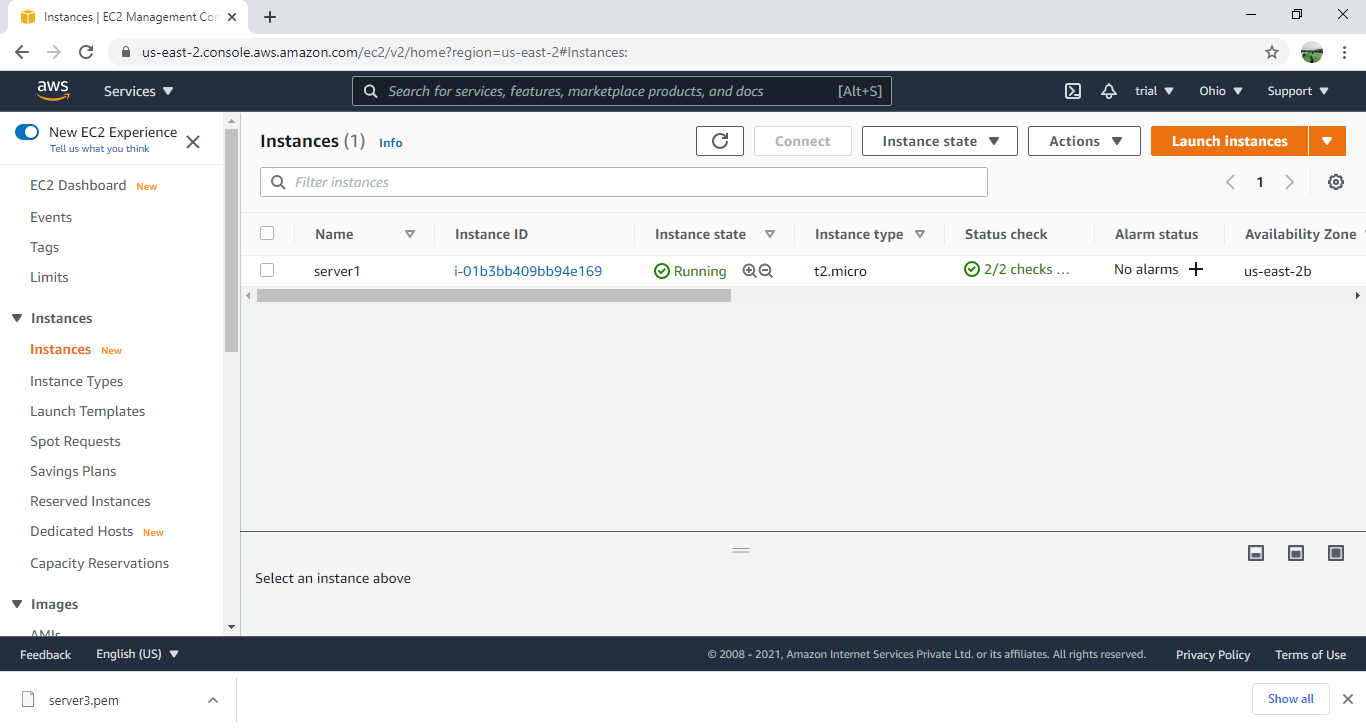 Instances | EC2 Management Con
us-east-2.console.aws.amazon.com/ec2/v2/home?region=us-east-2#Instances:
aws Services Search for services, features, marketplace products, and docs [Alt+S] trial Ohio Support
New EC2 Experience
Tell us what you think
EC2 Dashboard New
Events
Tags
Limits
Instances
Instances New
Instance Types
Launch Templates
Spot Requests
Savings Plans
Reserved Instances
Dedicated Hosts New
Capacity Reservations
Images
AMIs
Instances (1) Info Connect Instance state Actions Launch instances
Filter instances 1
Name Instance ID Instance state Instance type Status check Alarm status Availability Zone
server1 i-01b3bb409bb94e169 Running t2.micro 2/2 checks ... No alarms us-east-2b
Select an instance above
Feedback English (US) © 2008 - 2021, Amazon Internet Services Private Ltd. or its affiliates. All rights reserved. Privacy Policy Terms of Use
server3.pem Show all